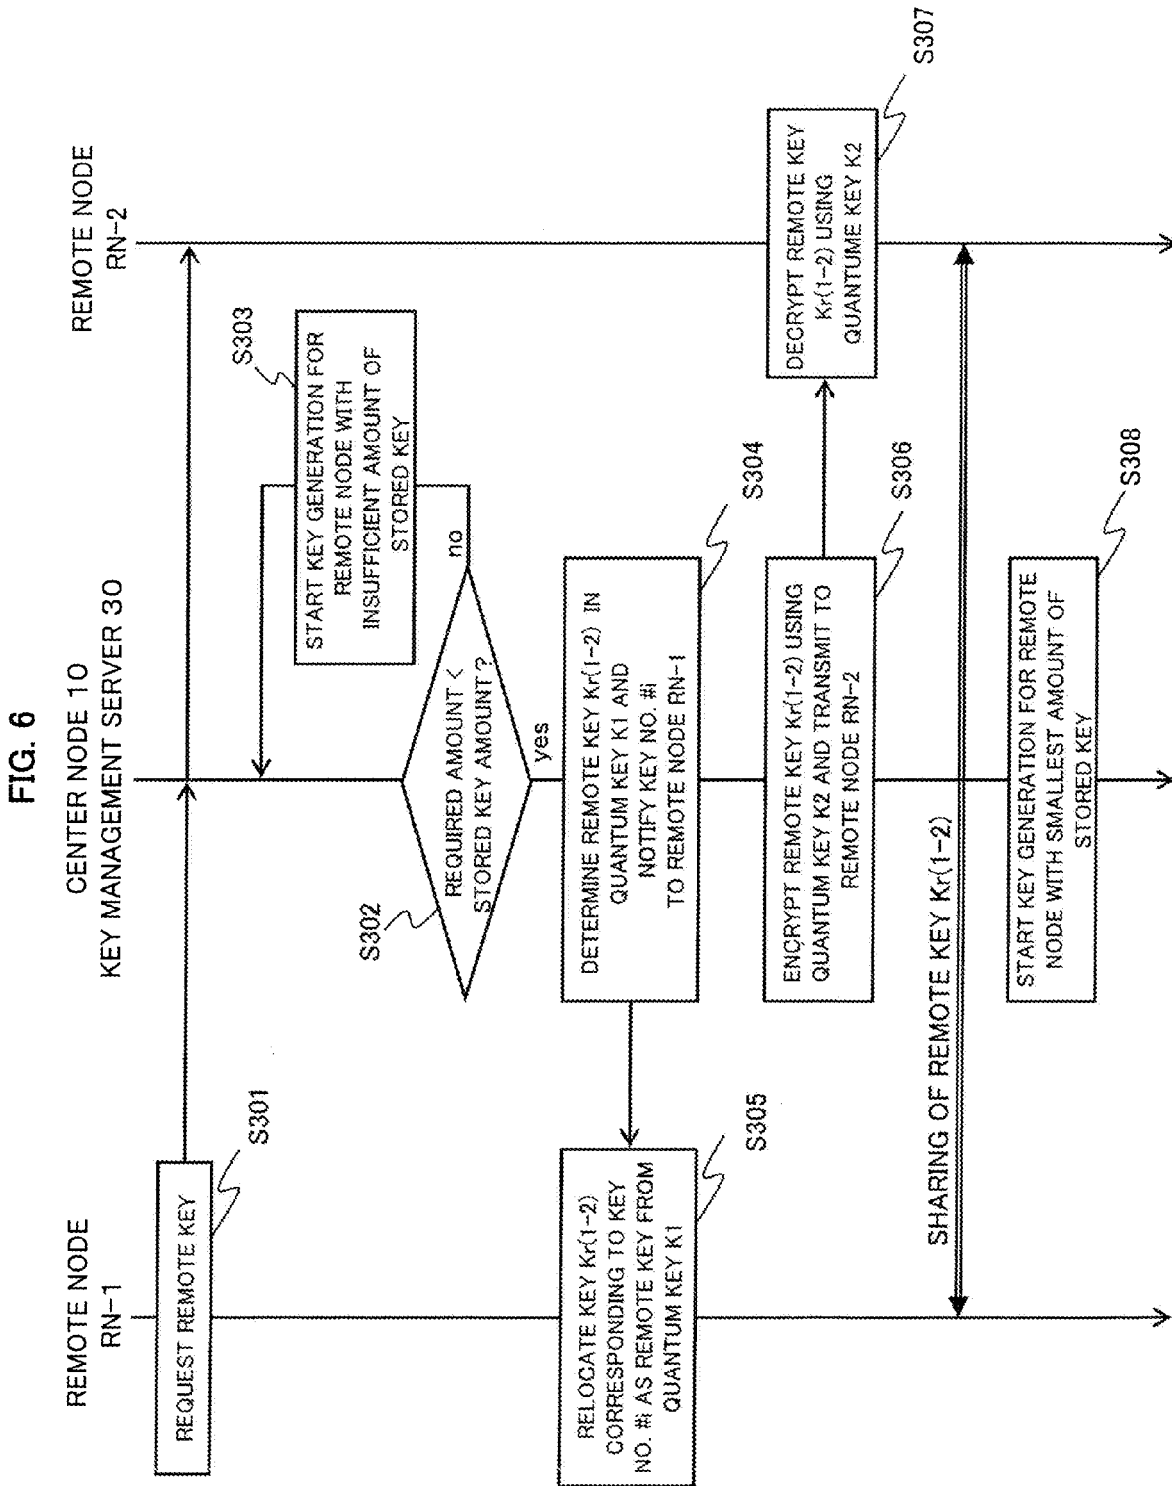 FIG. 6
REMOTE NODE
RN-1
CENTER NODE 10
KEY MANAGEMENT SERVER 30
REMOTE NODE
RN-2
REQUEST REMOTE KEY
S301
S302
REQUIRED AMOUNT <
STORED KEY AMOUNT?
no
yes
S303
START KEY GENERATION FOR
REMOTE NODE WITH
INSUFFICIENT AMOUNT OF
STORED KEY
DETERMINE REMOTE KEY Kr(1-2) IN
QUANTUM KEY K1 AND
NOTIFY KEY NO. #i
TO REMOTE NODE RN-1
S304
RELOCATE KEY Kr(1-2)
CORRESPONDING TO KEY
NO. #i AS REMOTE KEY FROM
QUANTUM KEY K1
S305
ENCRYPT REMOTE KEY Kr(1-2) USING
QUANTUM KEY K2 AND TRANSMIT TO
REMOTE NODE RN-2
S306
DECRYPT REMOTE KEY
Kr(1-2) USING
QUANTUME KEY K2
S307
SHARING OF REMOTE KEY Kr(1-2)
START KEY GENERATION FOR REMOTE
NODE WITH SMALLEST AMOUNT OF
STORED KEY
S308